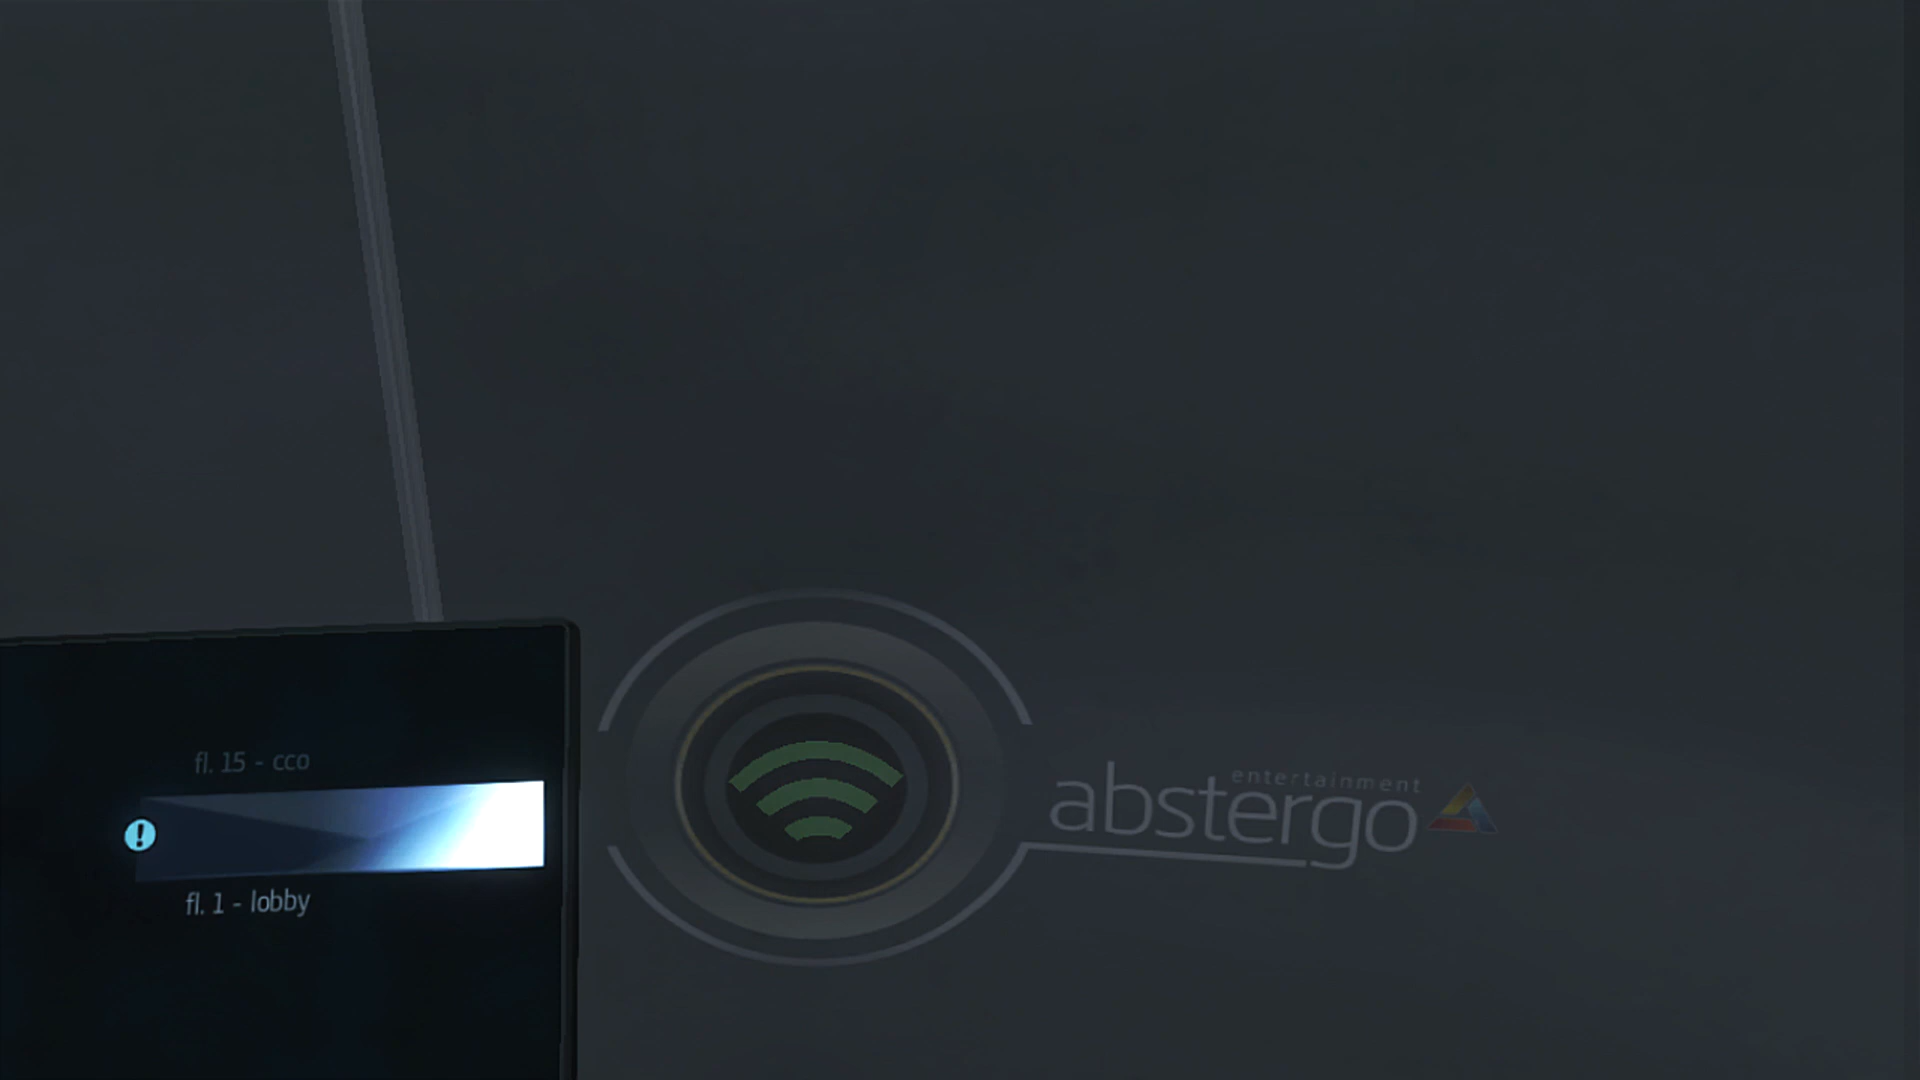 fl. 15 - cco
!
fl. 1 - lobby
entertainment
abstergo